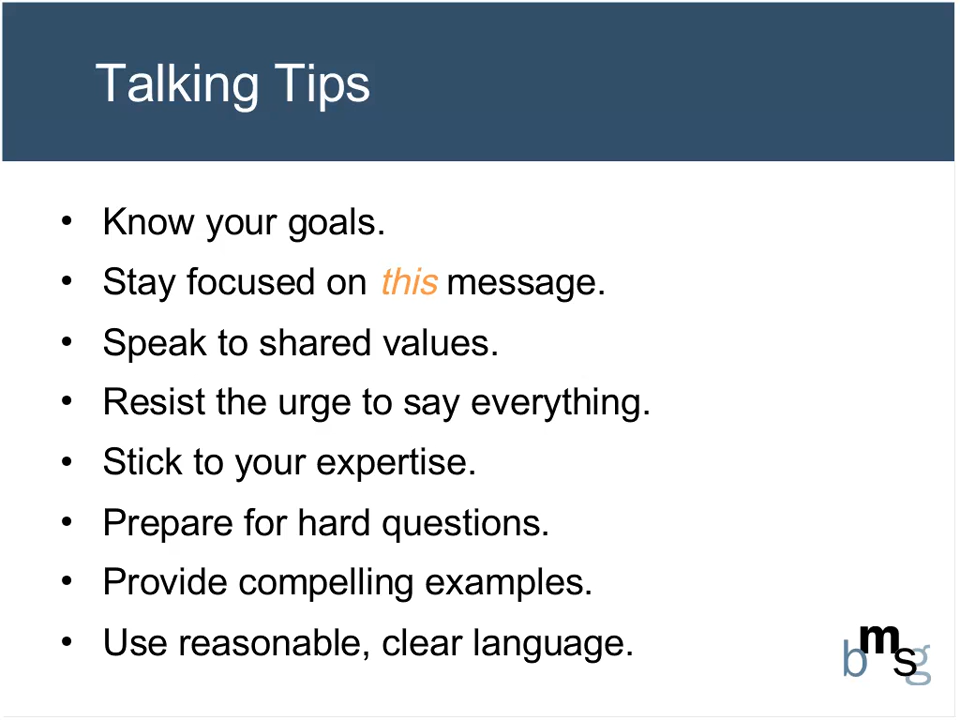 Talking Tips
• Know your goals.
• Stay focused on this message.
• Speak to shared values.
• Resist the urge to say everything.
• Stick to your expertise.
• Prepare for hard questions.
• Provide compelling examples.
• Use reasonable, clear language.
bmsg